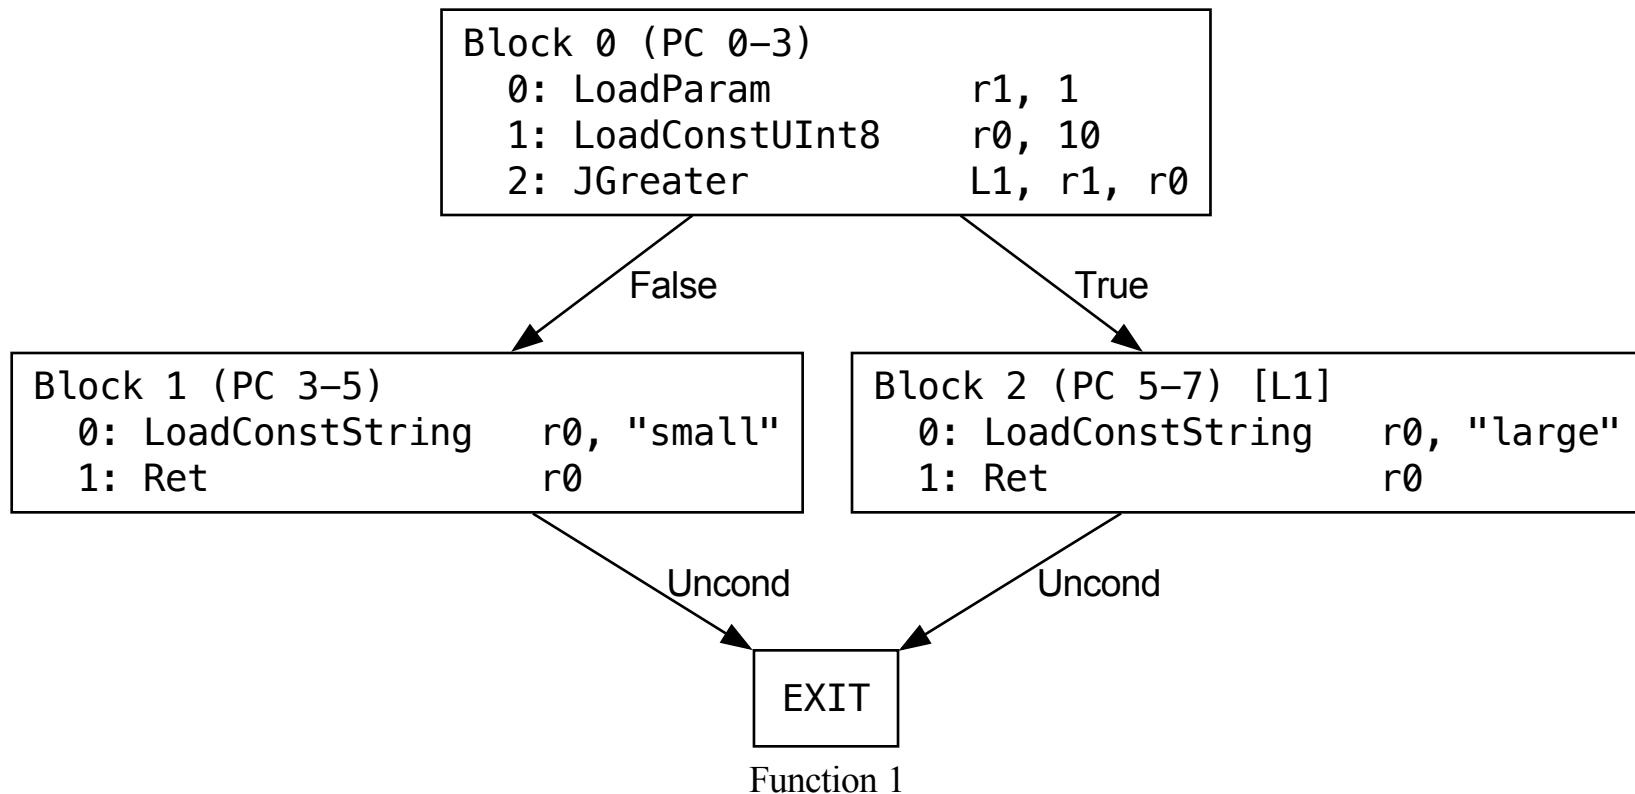 Block 0 (PC 0–3)
  0: LoadParam         r1, 1
  1: LoadConstUInt8    r0, 10
  2: JGreater          L1, r1, r0
False
True
Block 1 (PC 3–5)
  0: LoadConstString   r0, "small"
  1: Ret               r0
Block 2 (PC 5–7) [L1]
  0: LoadConstString   r0, "large"
  1: Ret               r0
Uncond
Uncond
EXIT
Function 1